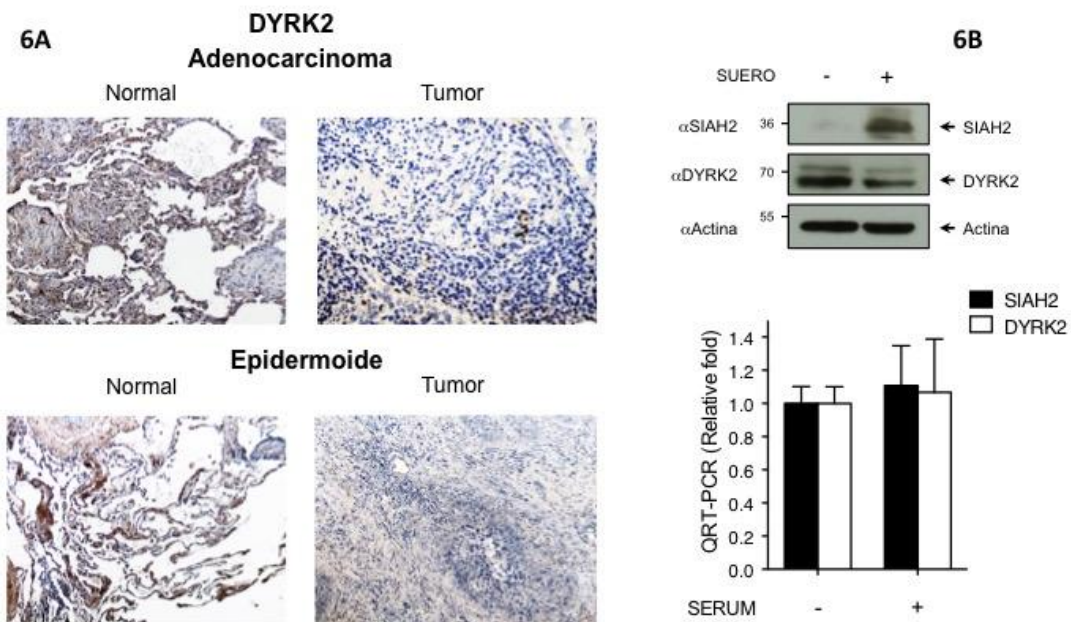 6A
DYRK2
Adenocarcinoma
Normal Tumor
Epidermoide
Normal Tumor
6B
SUERO - +
αSIAH2 36 SIAH2
αDYRK2 70 DYRK2
αActina 55 Actina
SIAH2
DYRK2
QRT-PCR (Relative fold)
1.4
1.2
1.0
0.8
0.6
0.4
0.2
0.0
SERUM - +